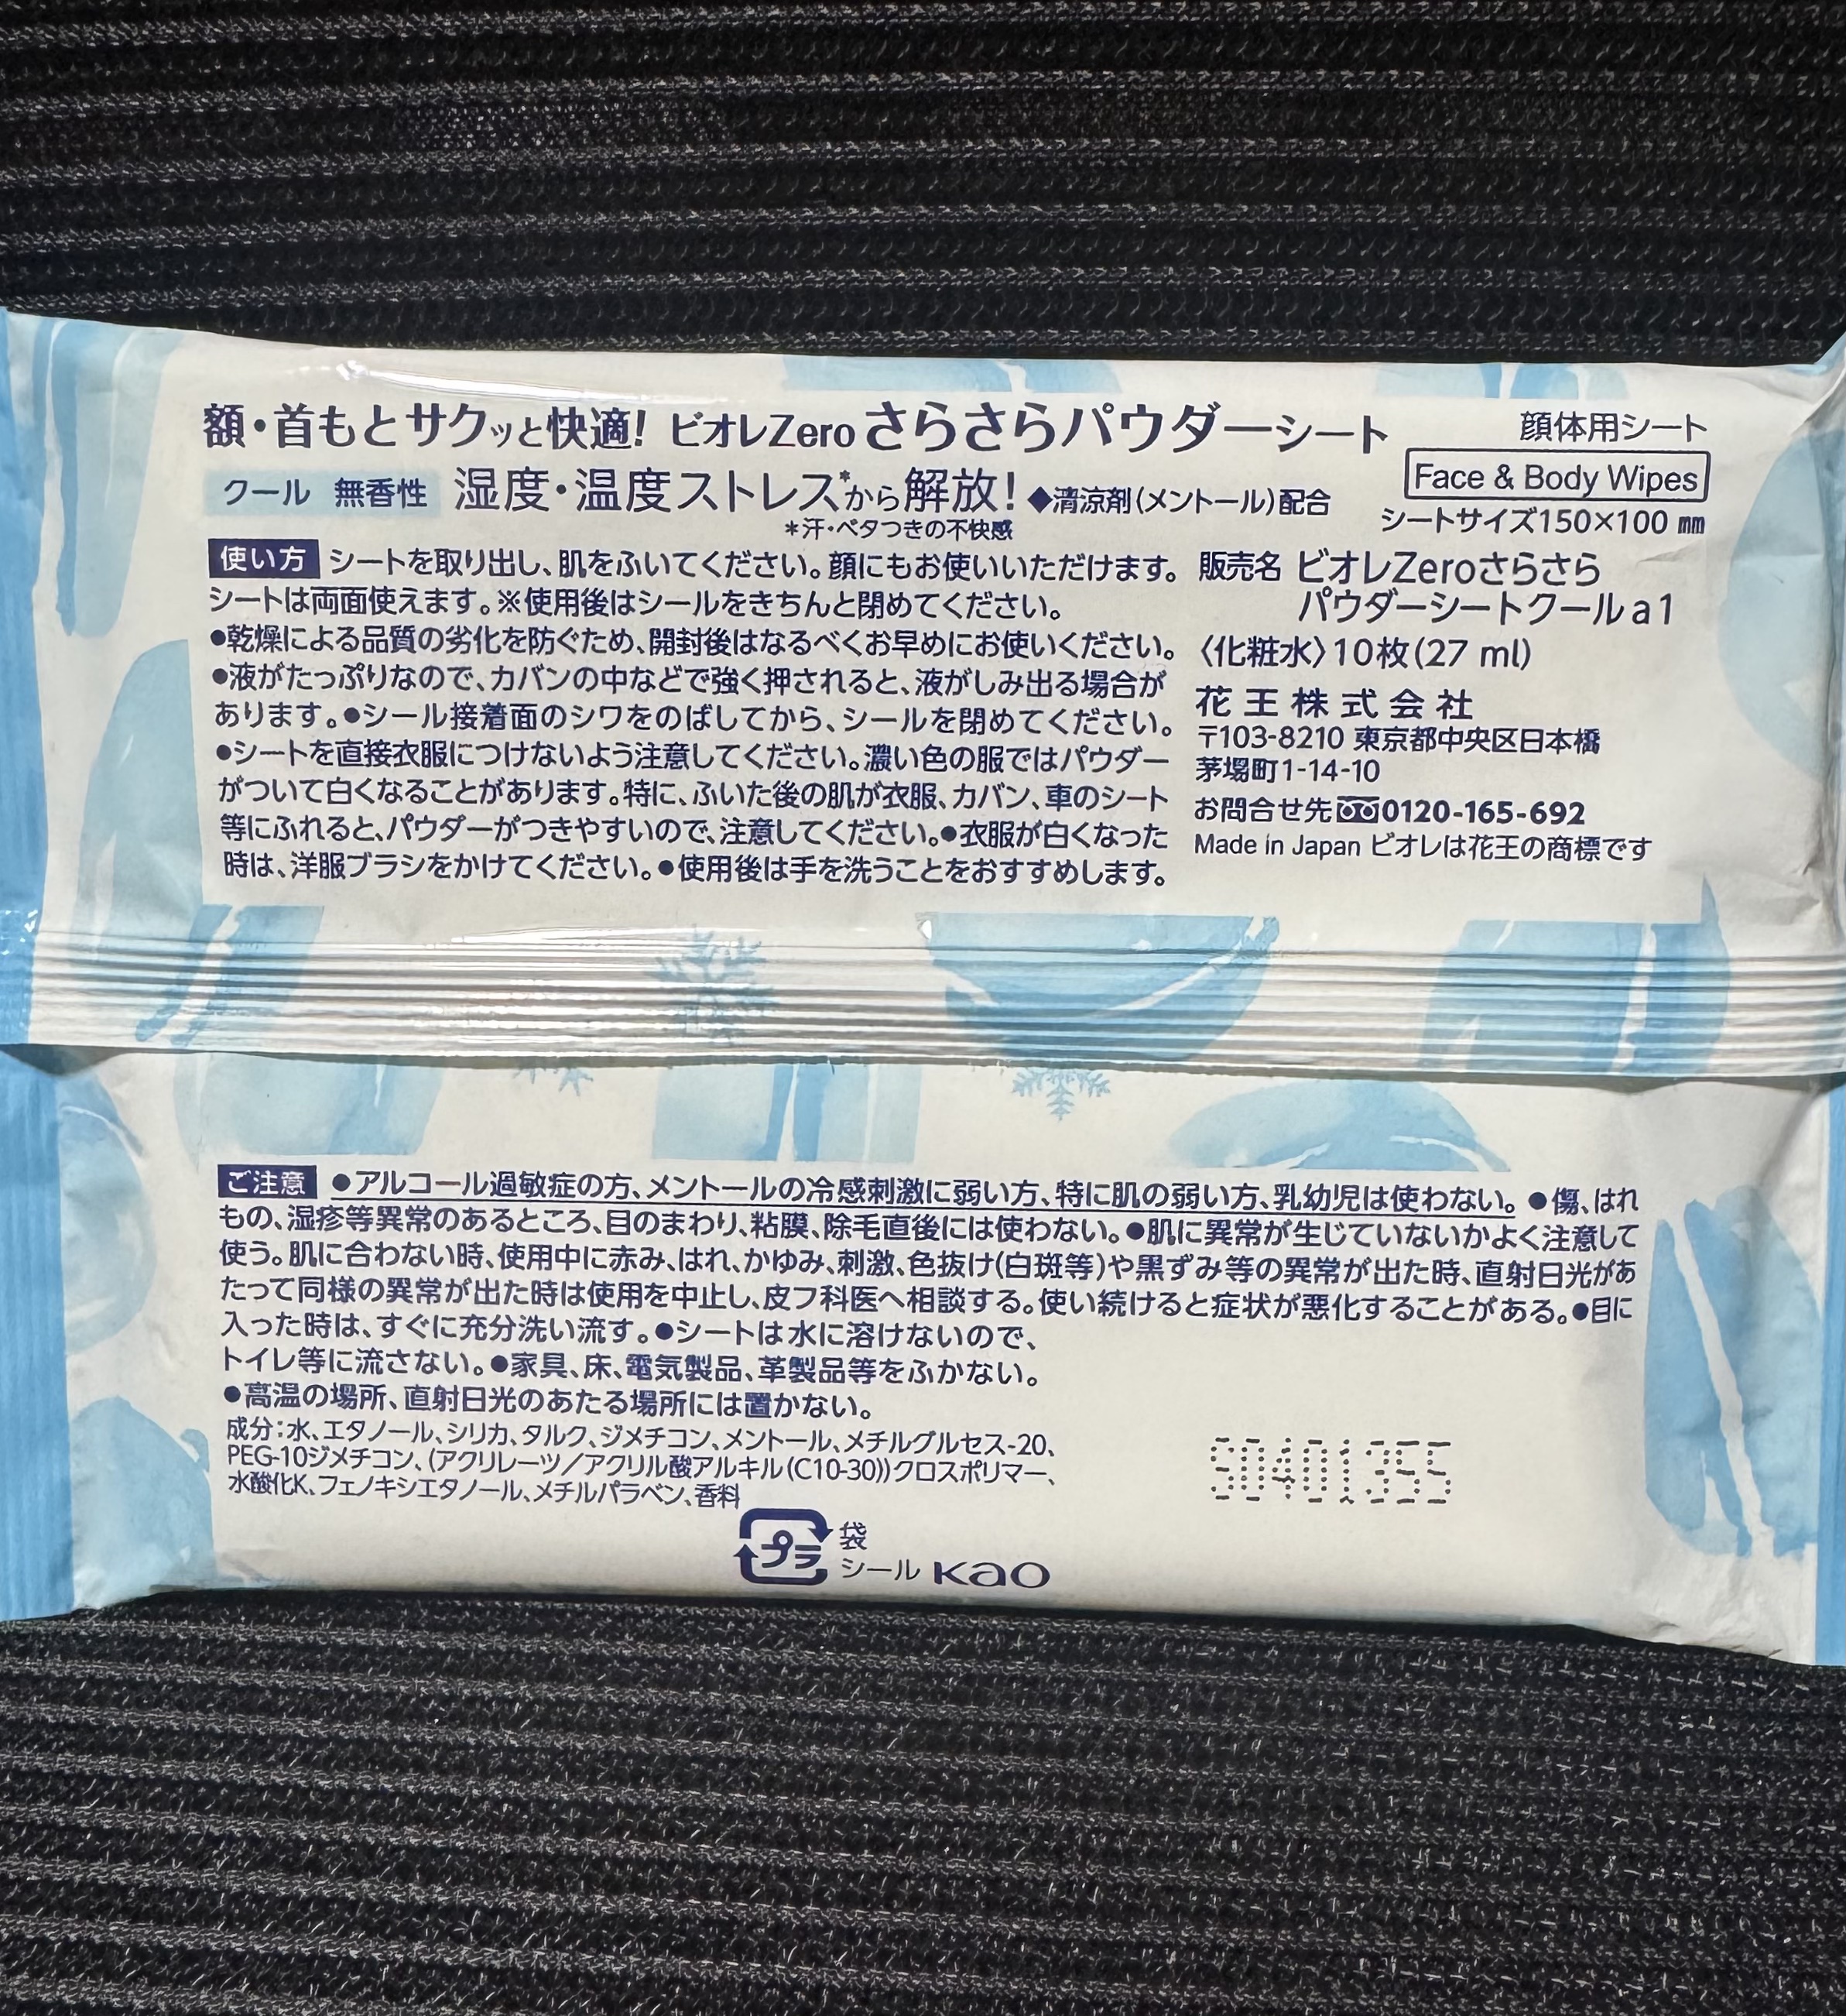 額・首もとサクッと快適! ビオレZeroさらさらパウダーシート
顔体用シート
クール 無香性 湿度・温度ストレス*から解放! ◆清涼剤(メントール)配合
Face & Body Wipes
*汗・ベタつきの不快感
シートサイズ150×100㎜
使い方 シートを取り出し、肌をふいてください。顔にもお使いいただけます。
シートは両面使えます。※使用後はシールをきちんと閉めてください。
●乾燥による品質の劣化を防ぐため、開封後はなるべくお早めにお使いください。
●液がたっぷりなので、カバンの中などで強く押されると、液がしみ出る場合が
あります。●シール接着面のシワをのばしてから、シールを閉めてください。
●シートを直接衣服につけないよう注意してください。濃い色の服ではパウダー
がついて白くなることがあります。特に、ふいた後の肌が衣服、カバン、車のシート
等にふれると、パウダーがつきやすいので、注意してください。●衣服が白くなった
時は、洋服ブラシをかけてください。●使用後は手を洗うことをおすすめします。
販売名 ビオレZeroさらさら
パウダーシートクールa1
〈化粧水〉10枚(27 ml)
花王株式会社
〒103-8210 東京都中央区日本橋
茅場町1-14-10
お問合せ先 0120-165-692
Made in Japan ビオレは花王の商標です
ご注意 ●アルコール過敏症の方、メントールの冷感刺激に弱い方、特に肌の弱い方、乳幼児は使わない。●傷、はれ
もの、湿疹等異常のあるところ、目のまわり、粘膜、除毛直後には使わない。●肌に異常が生じていないかよく注意して
使う。肌に合わない時、使用中に赤み、はれ、かゆみ、刺激、色抜け(白斑等)や黒ずみ等の異常が出た時、直射日光があ
たって同様の異常が出た時は使用を中止し、皮フ科医へ相談する。使い続けると症状が悪化することがある。●目に
入った時は、すぐに充分洗い流す。●シートは水に溶けないので、
トイレ等に流さない。●家具、床、電気製品、革製品等をふかない。
●高温の場所、直射日光のあたる場所には置かない。
成分:水、エタノール、シリカ、タルク、ジメチコン、メントール、メチルグルセス-20、
PEG-10ジメチコン、(アクリレーツ/アクリル酸アルキル(C10-30))クロスポリマー、
水酸化K、フェノキシエタノール、メチルパラベン、香料
S0401355
プラ 袋
シール kao